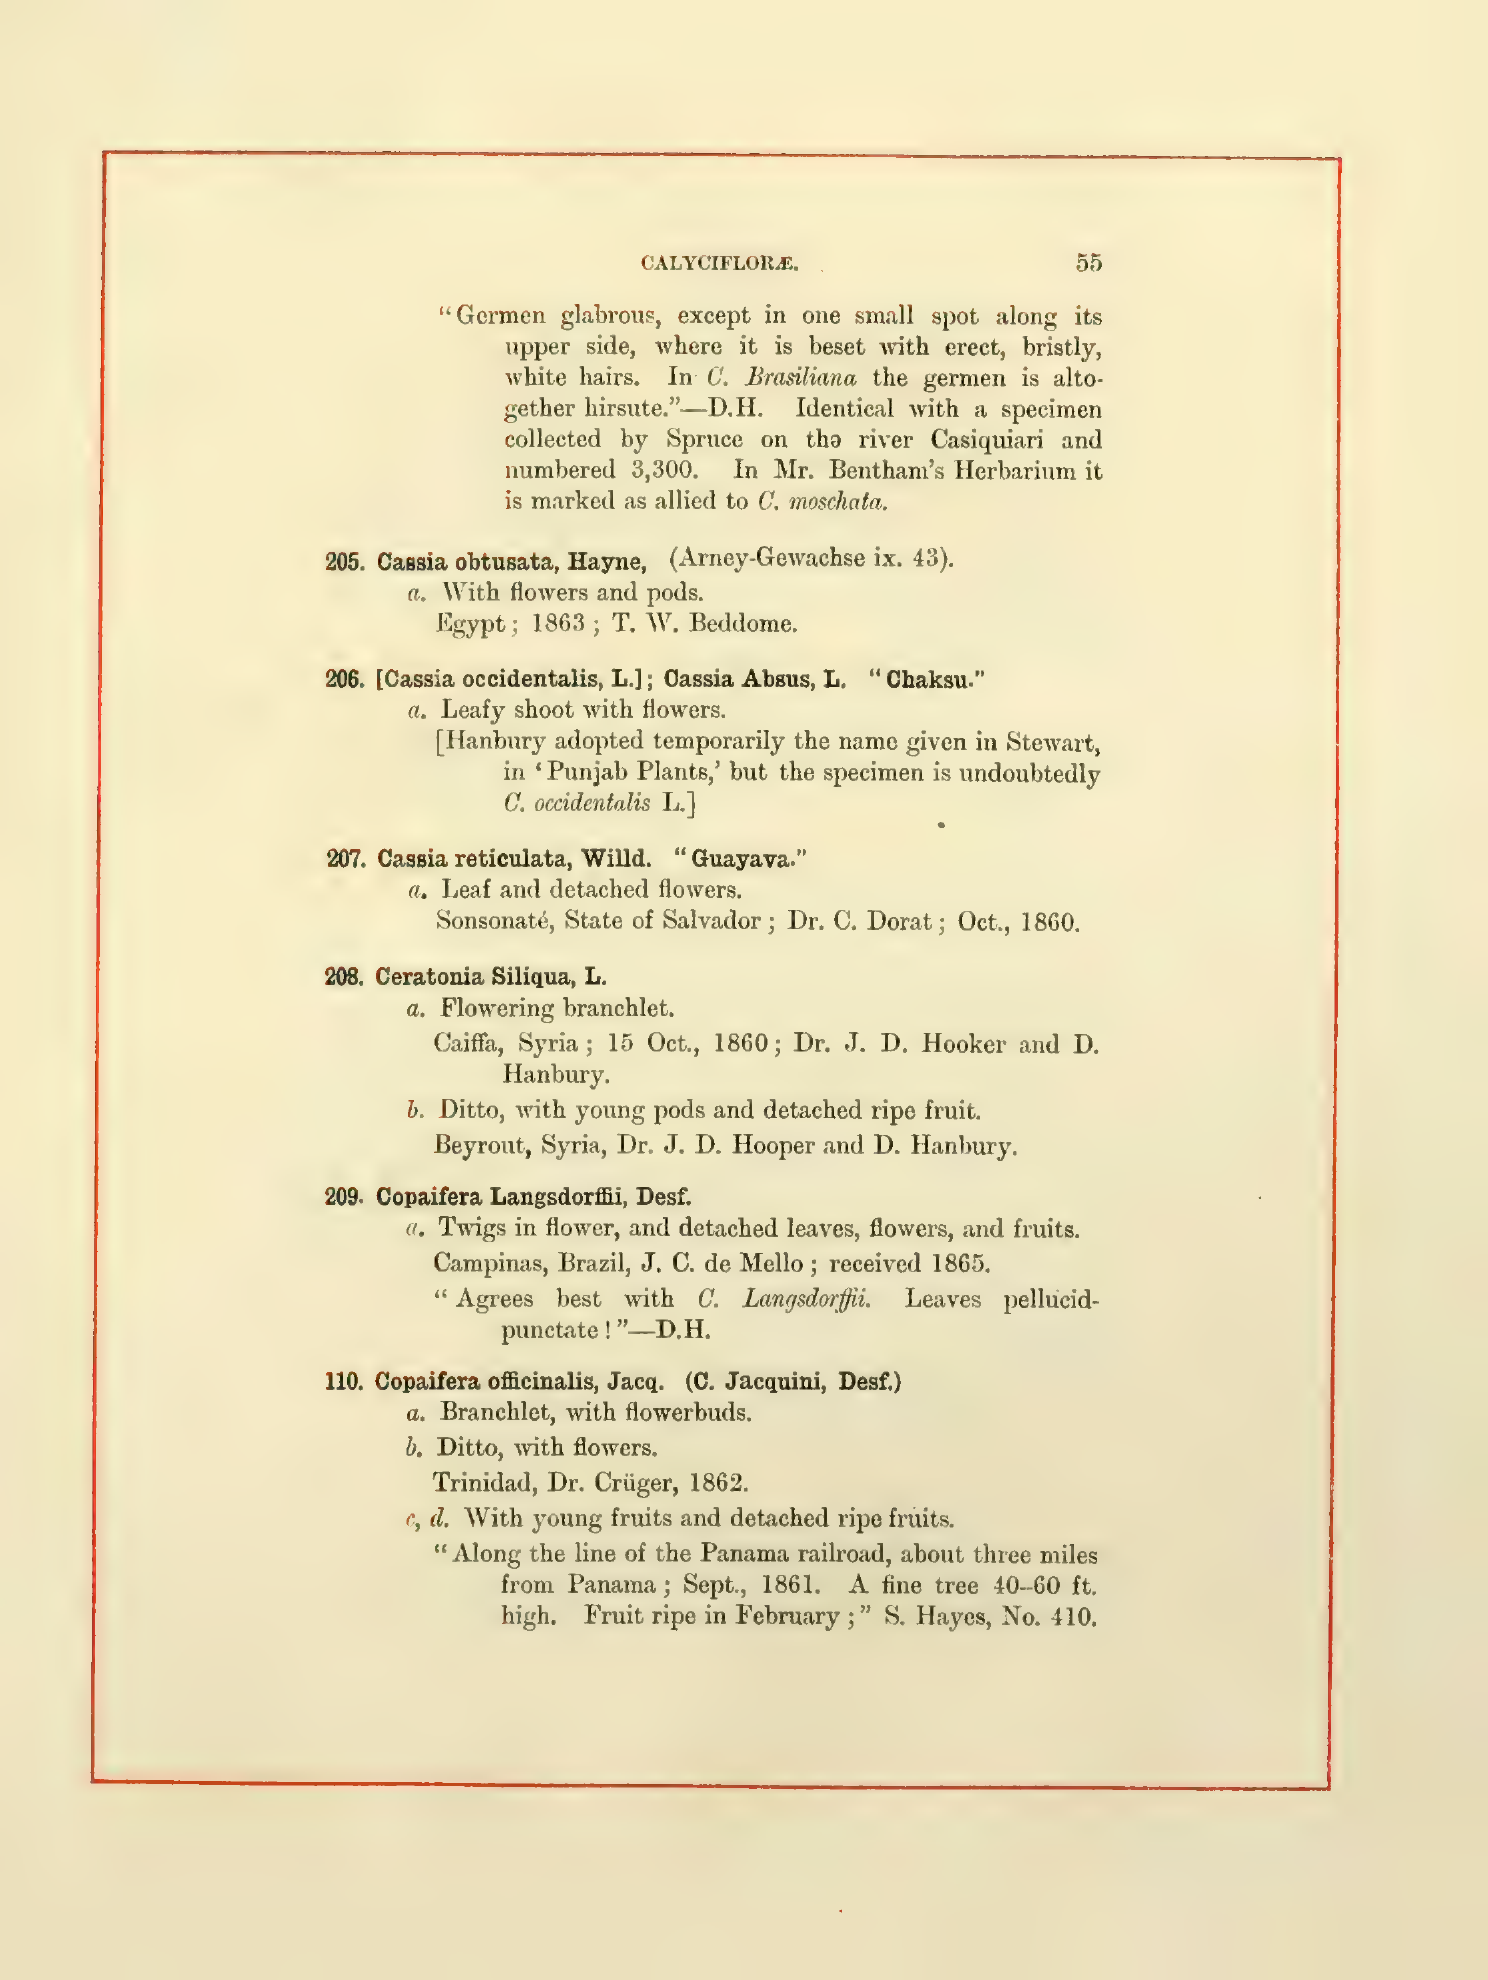 CALYCIFLORÆ. 55
“Germen glabrous, except in one small spot along its
upper side, where it is beset with erect, bristly,
white hairs. In C. Brasiliana the germen is alto-
gether hirsute.”—D.H. Identical with a specimen
collected by Spruce on the river Casiquiari and
numbered 3,300. In Mr. Bentham’s Herbarium it
is marked as allied to C. moschata.
205. Cassia obtusata, Hayne, (Arney-Gewachse ix. 43).
a. With flowers and pods.
Egypt; 1863; T. W. Beddome.
206. [Cassia occidentalis, L.]; Cassia Absus, L. “Chaksu.”
a. Leafy shoot with flowers.
[Hanbury adopted temporarily the name given in Stewart,
in ‘Punjab Plants,’ but the specimen is undoubtedly
C. occidentalis L.]
207. Cassia reticulata, Willd. “Guayava.”
a. Leaf and detached flowers.
Sonsonaté, State of Salvador; Dr. C. Dorat; Oct., 1860.
208. Ceratonia Siliqua, L.
a. Flowering branchlet.
Caiffa, Syria; 15 Oct., 1860; Dr. J. D. Hooker and D.
Hanbury.
b. Ditto, with young pods and detached ripe fruit.
Beyrout, Syria, Dr. J. D. Hooper and D. Hanbury.
209. Copaifera Langsdorffii, Desf.
a. Twigs in flower, and detached leaves, flowers, and fruits.
Campinas, Brazil, J. C. de Mello; received 1865.
“Agrees best with C. Langsdorffii. Leaves pellucid-
punctate!”—D.H.
110. Copaifera officinalis, Jacq. (C. Jacquini, Desf.)
a. Branchlet, with flowerbuds.
b. Ditto, with flowers.
Trinidad, Dr. Crüger, 1862.
c, d. With young fruits and detached ripe fruits.
“Along the line of the Panama railroad, about three miles
from Panama; Sept., 1861. A fine tree 40–60 ft.
high. Fruit ripe in February;” S. Hayes, No. 410.